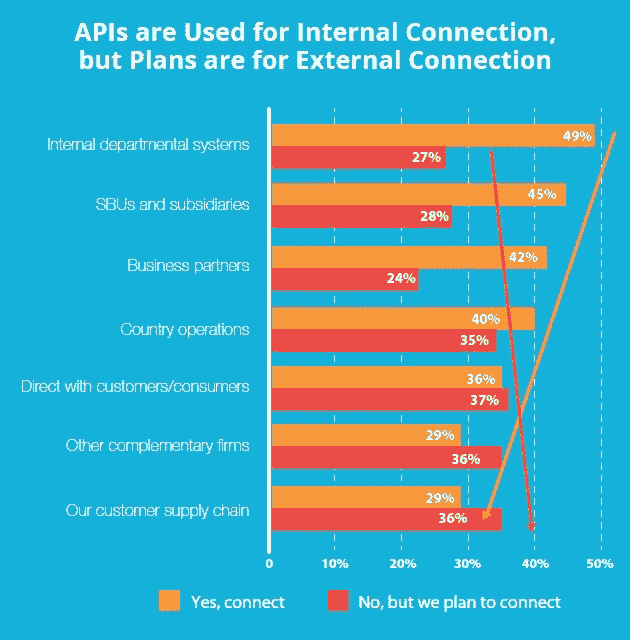 APIs are Used for Internal Connection,
but Plans are for External Connection
Internal departmental systems
49%
27%
SBUs and subsidiaries
45%
28%
Business partners
42%
24%
Country operations
40%
35%
Direct with customers/consumers
36%
37%
Other complementary firms
29%
36%
Our customer supply chain
29%
36%
0 10% 20% 30% 40% 50%
Yes, connect No, but we plan to connect